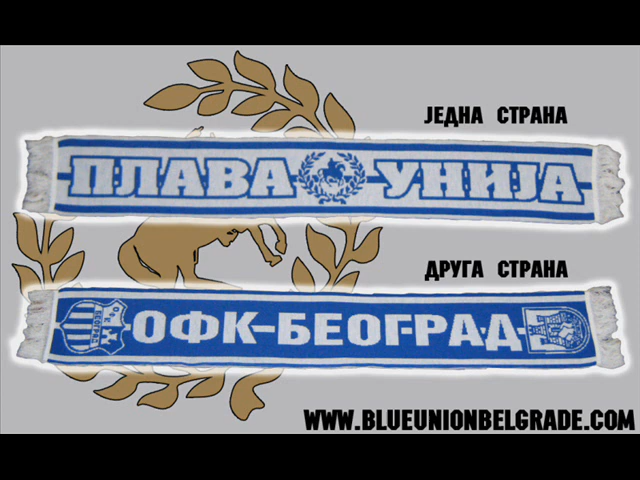 ЈЕДНА СТРАНА
ПЛАВА УНИЈА
ДРУГА СТРАНА
ОФК БЕОГРАД
WWW.BLUEUNIONBELGRADE.COM